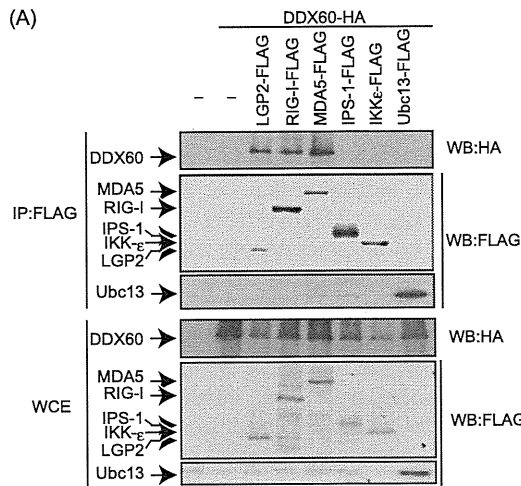 (A)
DDX60-HA
–
–
LGP2-FLAG
RIG-I-FLAG
MDA5-FLAG
IPS-1-FLAG
IKKε-FLAG
Ubc13-FLAG
IP:FLAG
DDX60
WB:HA
MDA5
RIG-I
IPS-1
IKK-ε
LGP2
WB:FLAG
Ubc13
WCE
DDX60
WB:HA
MDA5
RIG-I
IPS-1
IKK-ε
LGP2
WB:FLAG
Ubc13